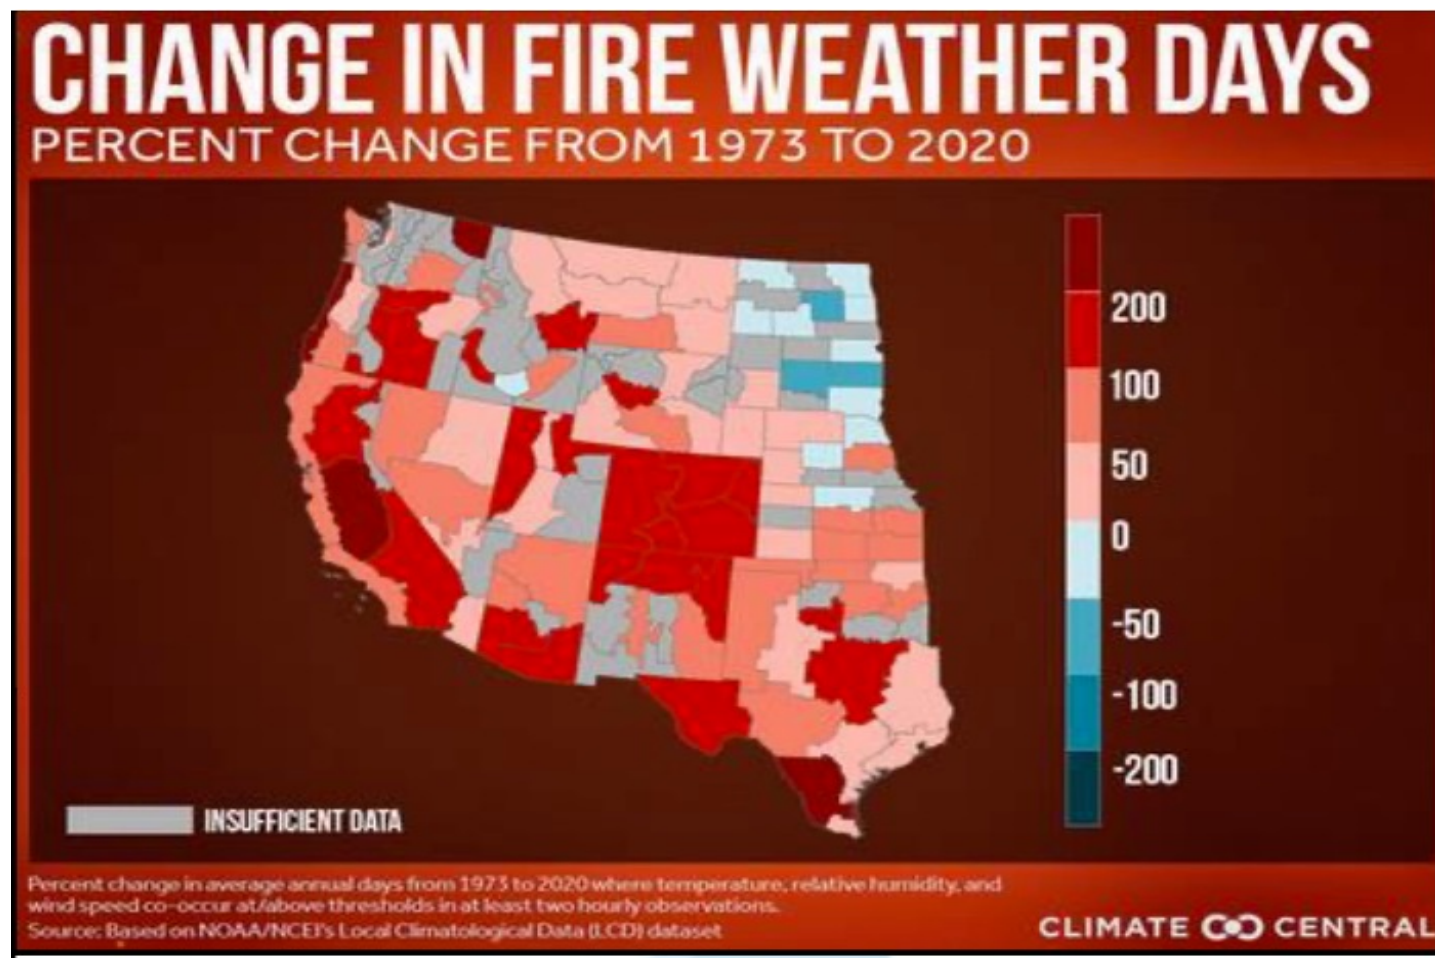 CHANGE IN FIRE WEATHER DAYS
PERCENT CHANGE FROM 1973 TO 2020
200
100
50
0
-50
-100
-200
INSUFFICIENT DATA
Percent change in average annual days from 1973 to 2020 where temperature, relative humidity, and
wind speed co-occur at/above thresholds in at least two hourly observations.
Source: Based on NOAA/NCEI's Local Climatological Data (LCD) dataset
CLIMATE CENTRAL